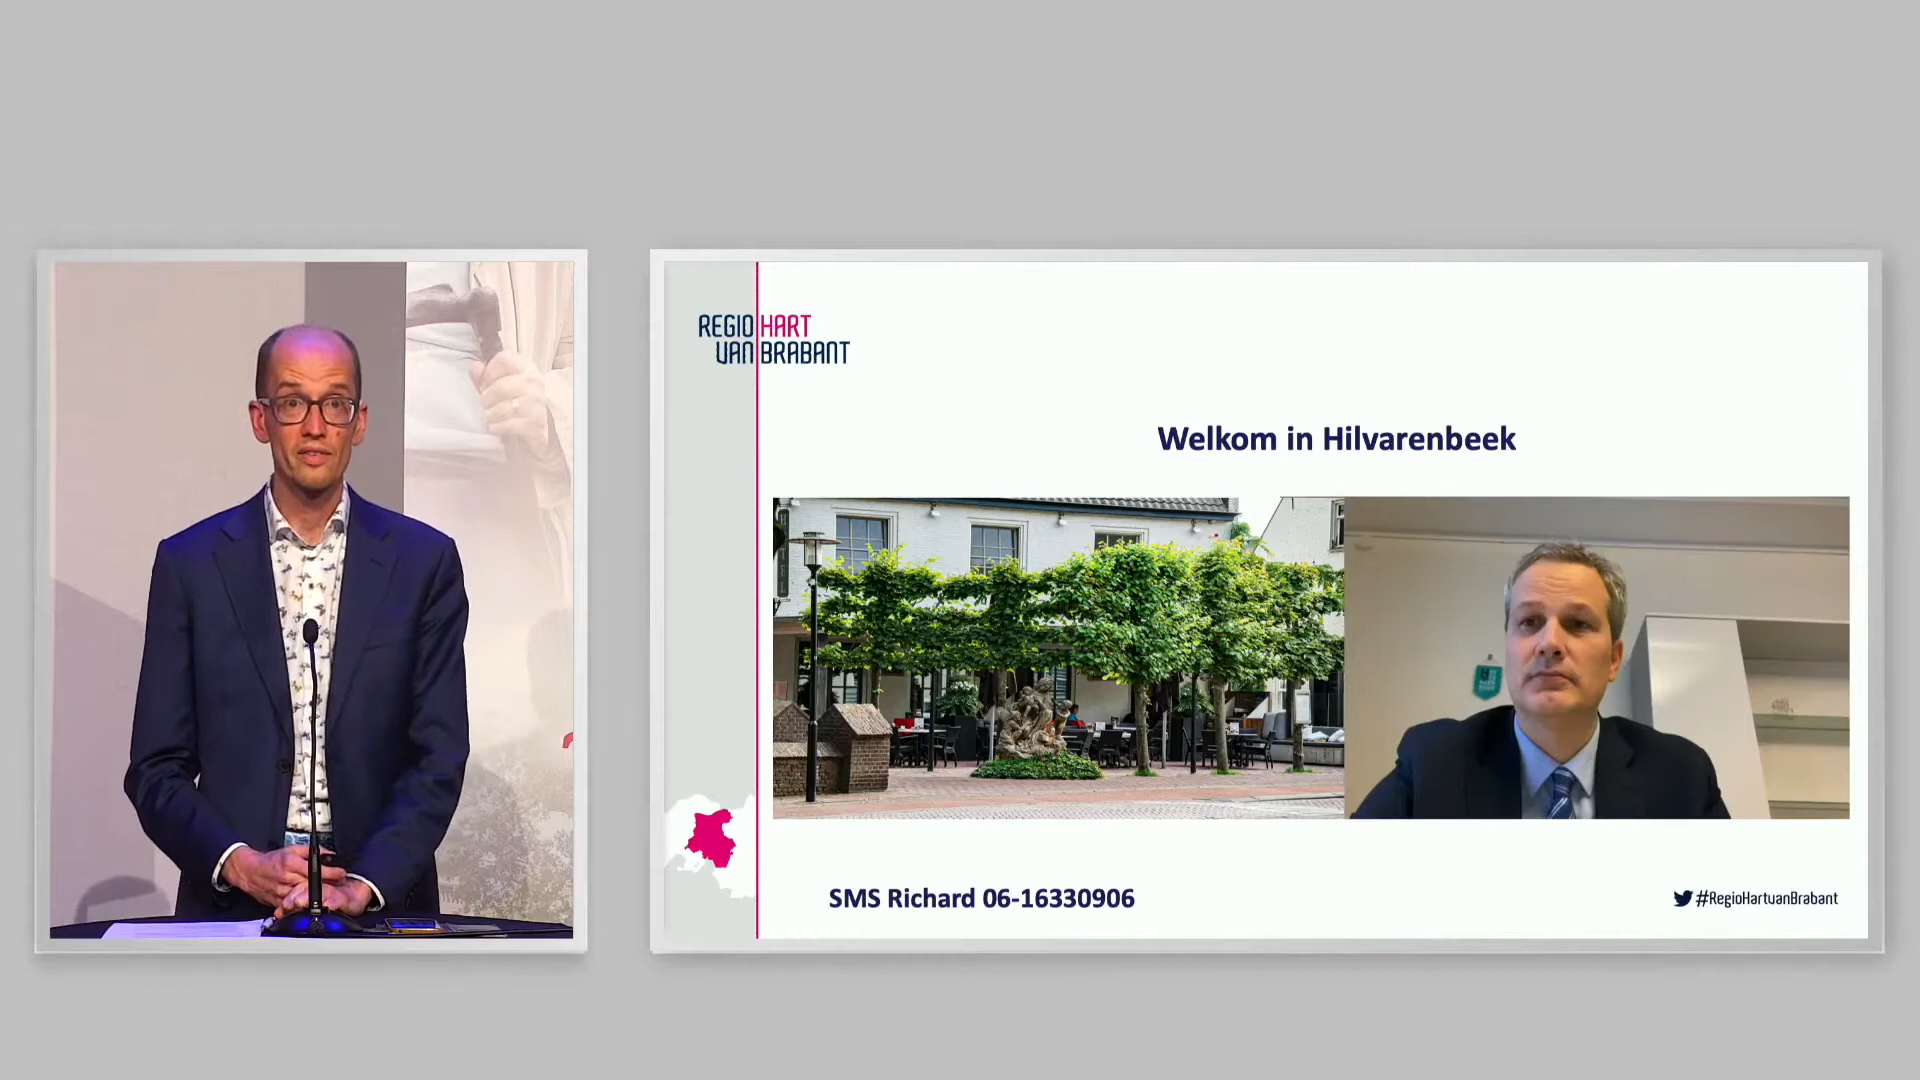 REGIO HART
VAN BRABANT
Welkom in Hilvarenbeek
SMS Richard 06-16330906
#RegioHartvanBrabant